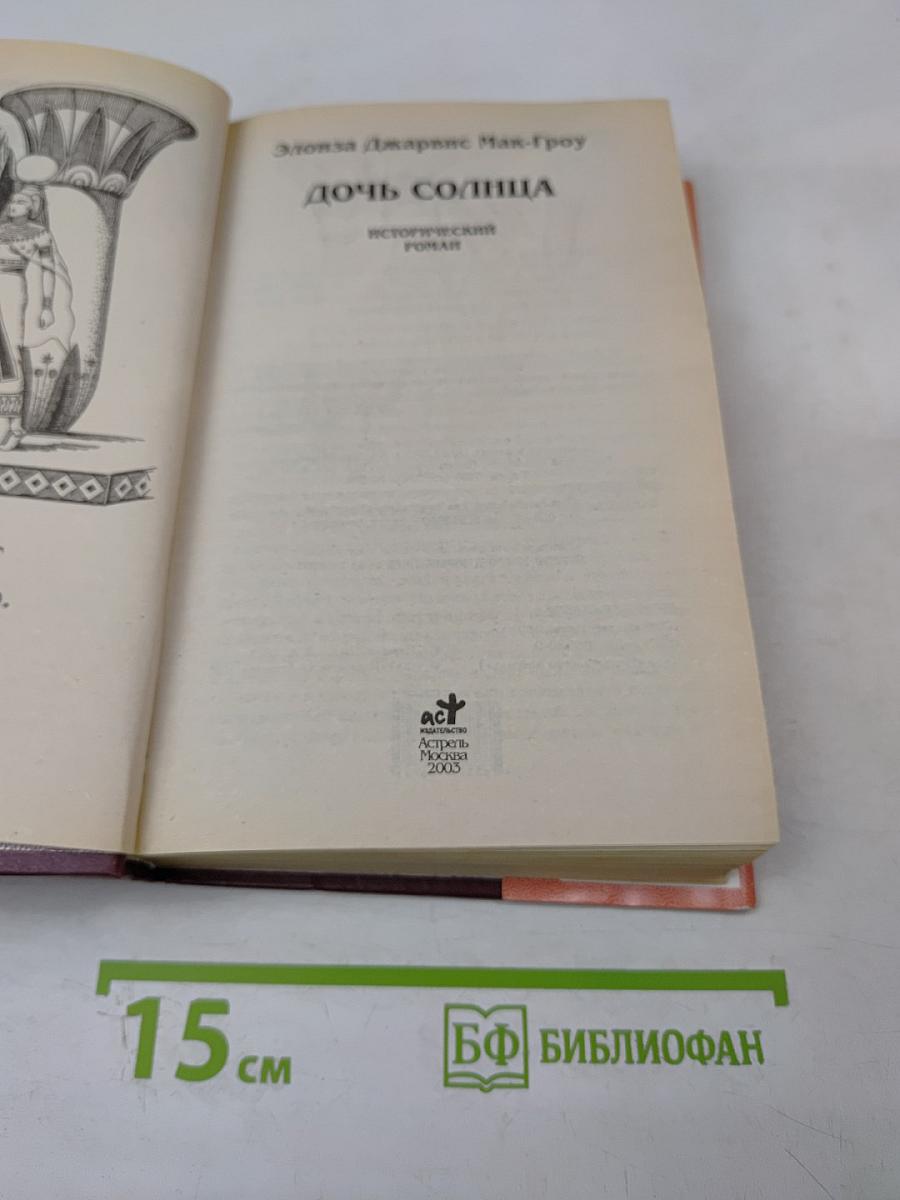 Элоиза Джарвис Мак-Гроу
ДОЧЬ СОЛНЦА
ИСТОРИЧЕСКИЙ
РОМАН
аст
ИЗДАТЕЛЬСТВО
Астрель
Москва
2003
15 см
БФ БИБЛИОФАН